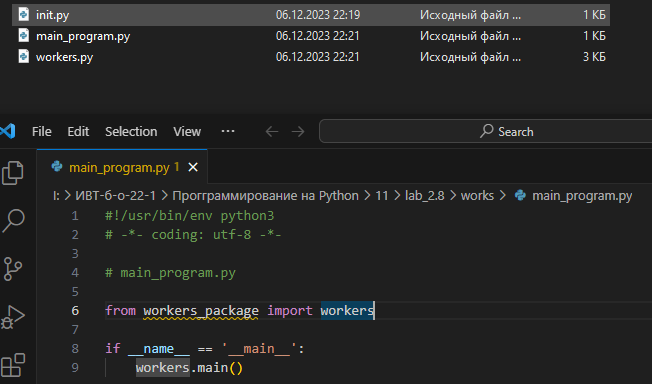 init.py 06.12.2023 22:19 Исходный файл ... 1 КБ
main_program.py 06.12.2023 22:21 Исходный файл ... 1 КБ
workers.py 06.12.2023 22:21 Исходный файл ... 3 КБ
File Edit Selection View ··· ← → Search
main_program.py 1 ×
I: > ИВТ-б-о-22-1 > Прогграммирование на Python > 11 > lab_2.8 > works > main_program.py
1 #!/usr/bin/env python3
2 # -*- coding: utf-8 -*-
3
4 # main_program.py
5
6 from workers_package import workers
7
8 if __name__ == '__main__':
9 workers.main()